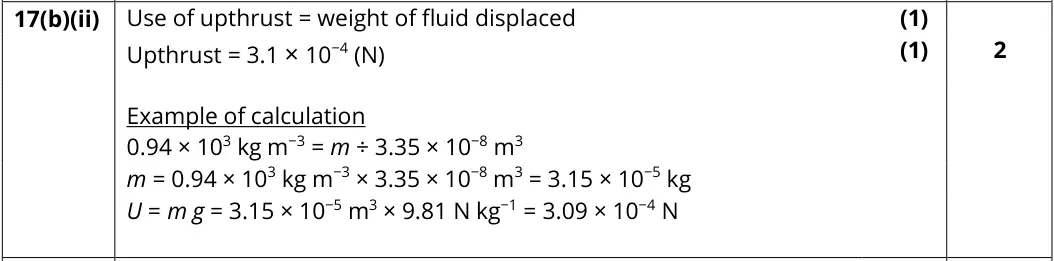 17(b)(ii) Use of upthrust = weight of fluid displaced (1)
Upthrust = 3.1 × 10⁻⁴ (N) (1) 2
Example of calculation
0.94 × 10³ kg m⁻³ = m ÷ 3.35 × 10⁻⁸ m³
m = 0.94 × 10³ kg m⁻³ × 3.35 × 10⁻⁸ m³ = 3.15 × 10⁻⁵ kg
U = m g = 3.15 × 10⁻⁵ m³ × 9.81 N kg⁻¹ = 3.09 × 10⁻⁴ N